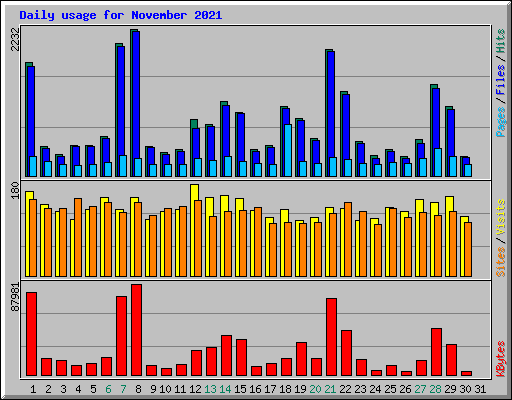 Daily usage for November 2021
2232
Pages / Files / Hits
180
Sites / Visits
87981
KBytes
1 2 3 4 5 6 7 8 9 10 11 12 13 14 15 16 17 18 19 20 21 22 23 24 25 26 27 28 29 30 31